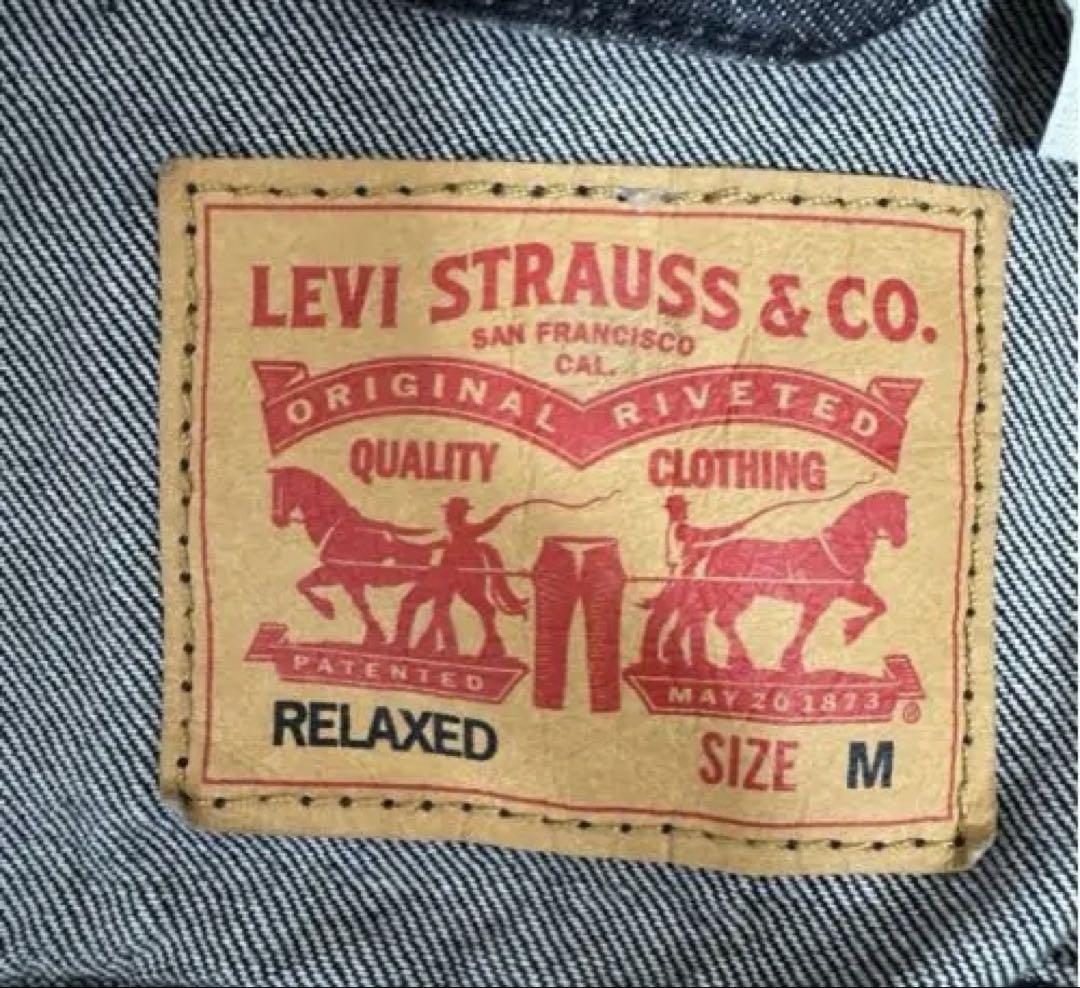 LEVI STRAUSS & CO.
SAN FRANCISCO
CAL.
ORIGINAL RIVETED
QUALITY CLOTHING
PATENTED
MAY 20 1873
®
RELAXED
SIZE M